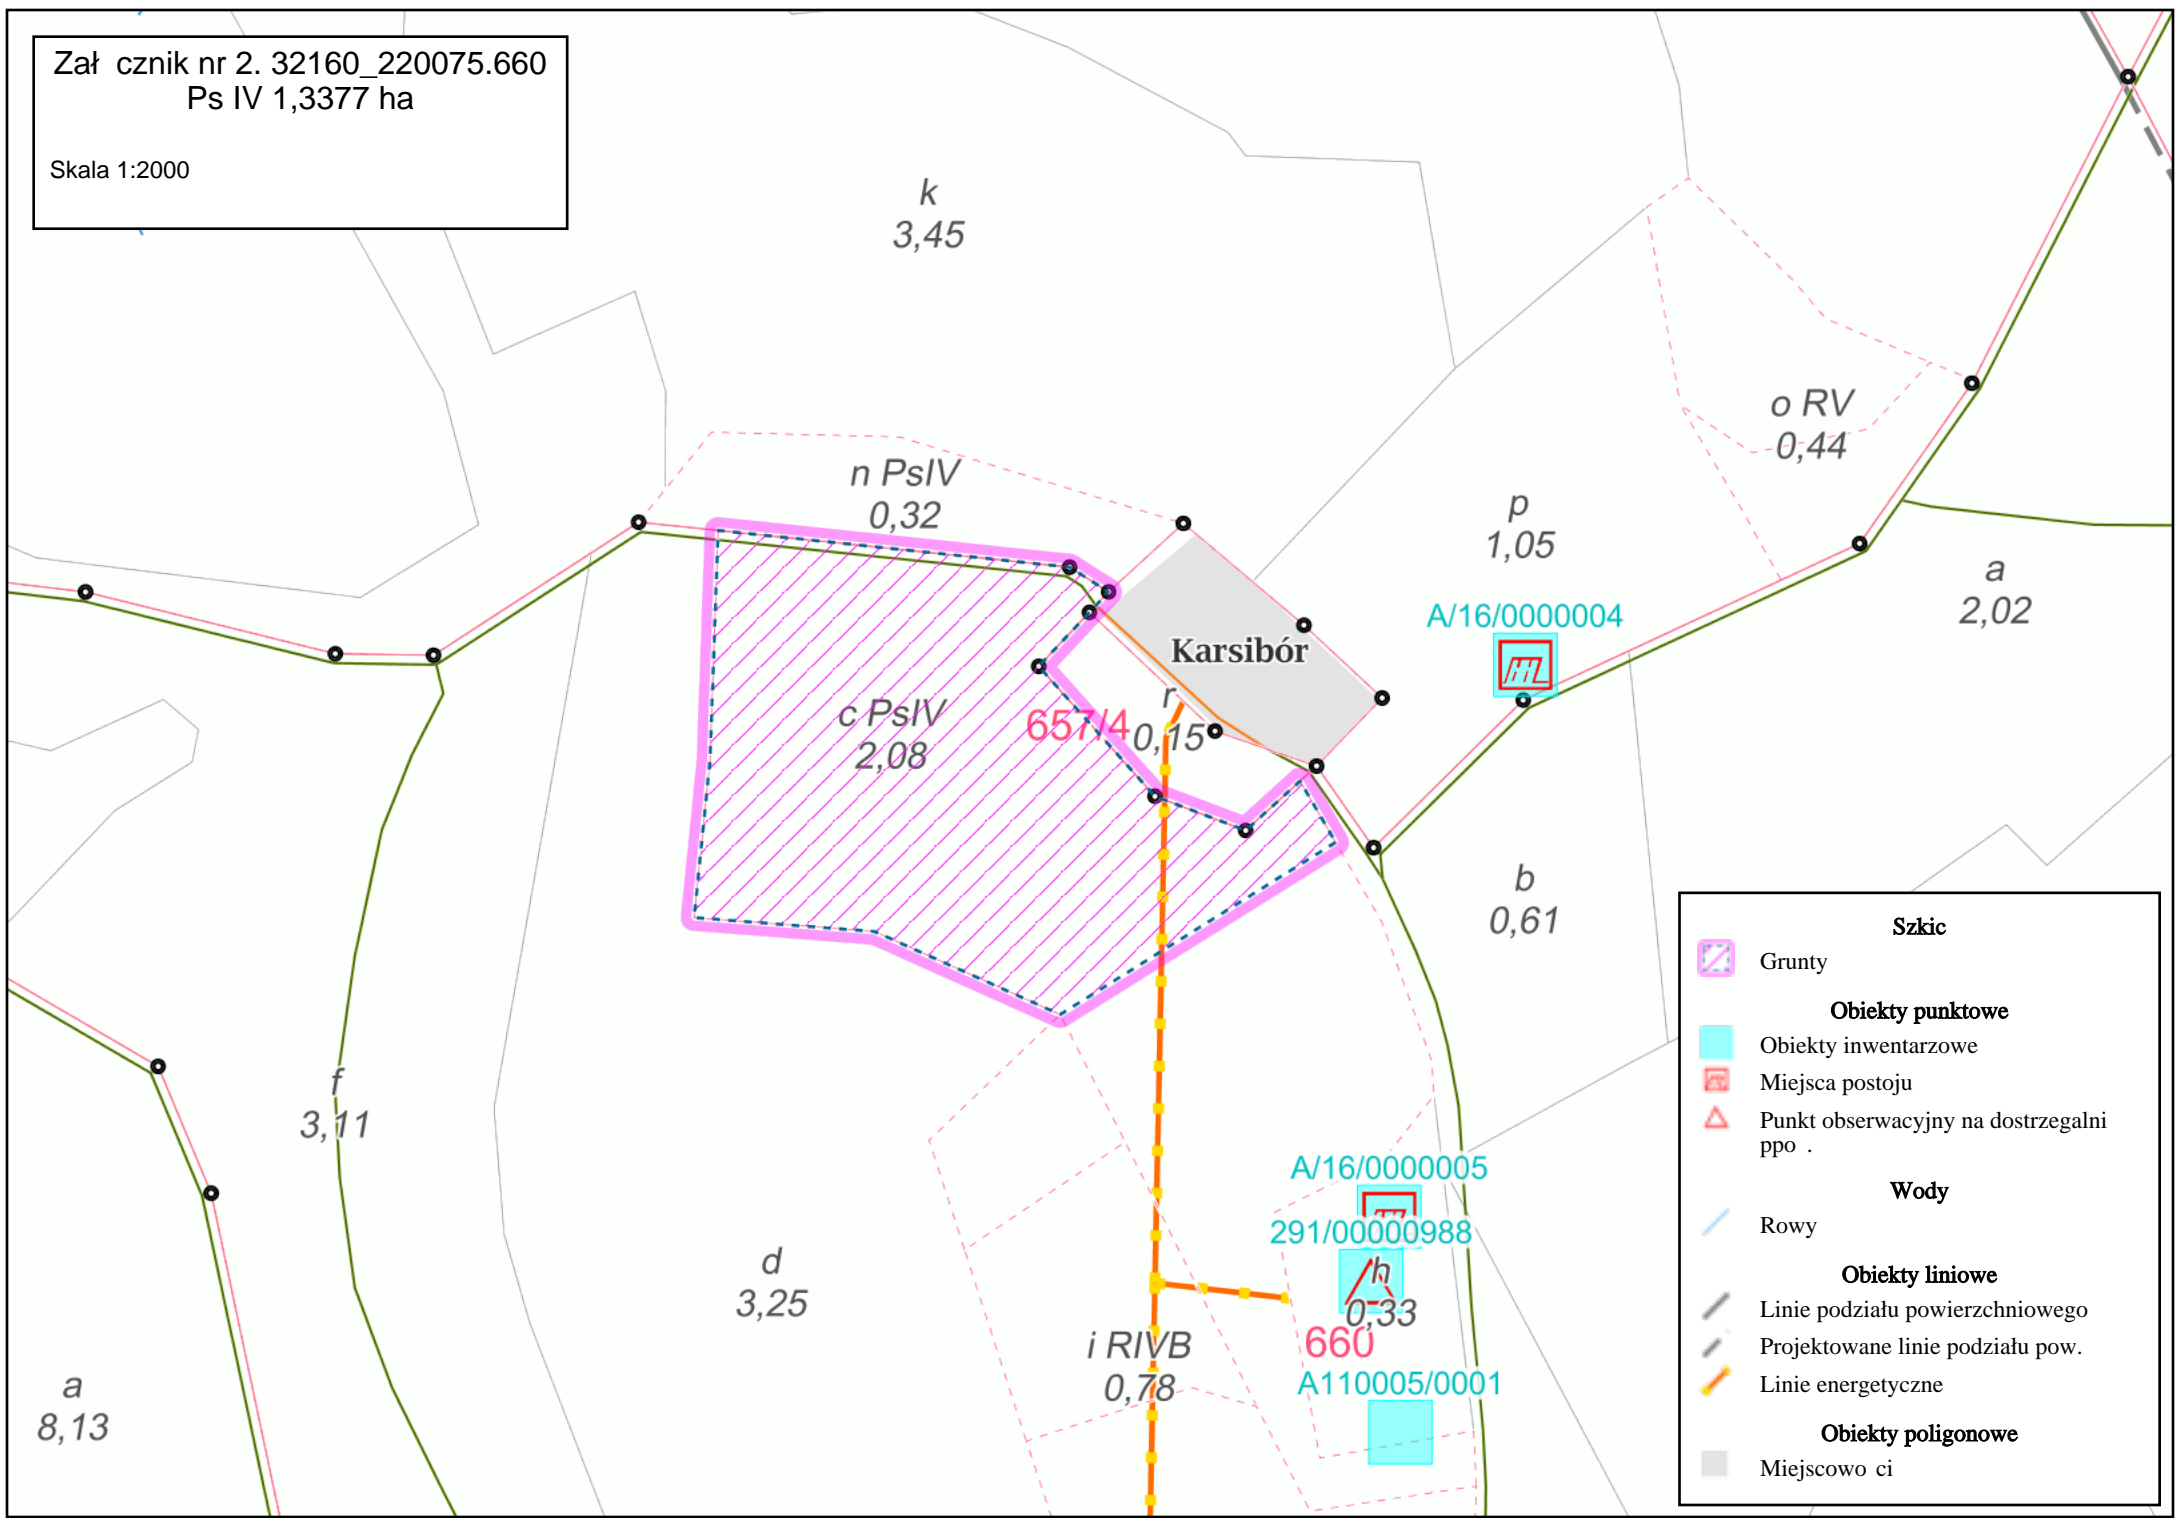 Zał cznik nr 2. 32160_220075.660
Ps IV 1,3377 ha
Skala 1:2000
k
3,45
n PsIV
0,32
o RV
0,44
p
1,05
a
2,02
A/16/0000004
Karsibór
r
0,15
657/4
c PsIV
2,08
b
0,61
f
3,11
d
3,25
A/16/0000005
291/00000988
h
0,33
660
i RIVB
0,78
A110005/0001
a
8,13
Szkic
Grunty
Obiekty punktowe
Obiekty inwentarzowe
Miejsca postoju
Punkt obserwacyjny na dostrzegalni
ppo .
Wody
Rowy
Obiekty liniowe
Linie podziału powierzchniowego
Projektowane linie podziału pow.
Linie energetyczne
Obiekty poligonowe
Miejscowo ci